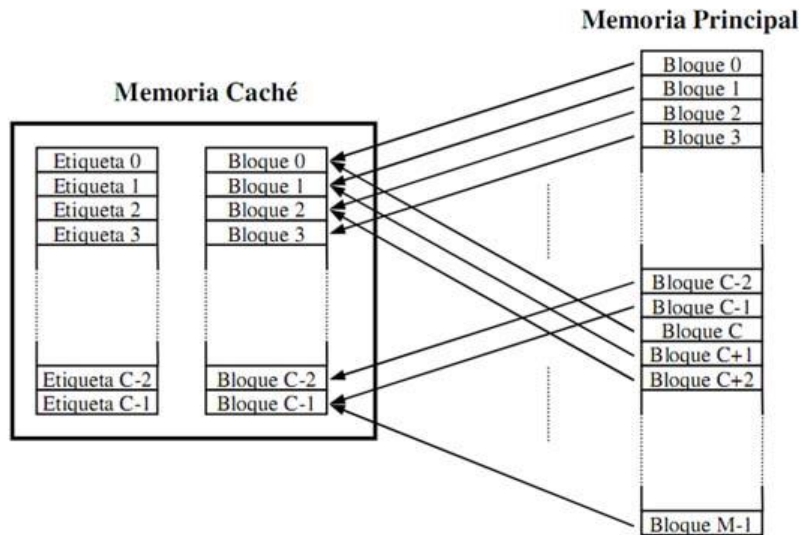 Memoria Principal
Bloque 0
Bloque 1
Bloque 2
Bloque 3
Bloque C-2
Bloque C-1
Bloque C
Bloque C+1
Bloque C+2
Bloque M-1
Memoria Caché
Etiqueta 0
Etiqueta 1
Etiqueta 2
Etiqueta 3
Etiqueta C-2
Etiqueta C-1
Bloque 0
Bloque 1
Bloque 2
Bloque 3
Bloque C-2
Bloque C-1